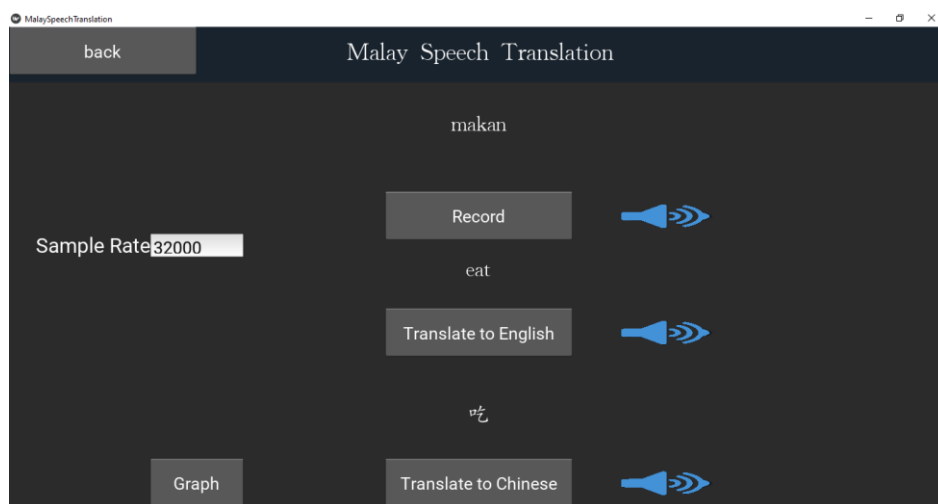 MalaySpeechTranslation
back
Malay Speech Translation
makan
Record
Sample Rate 32000
eat
Translate to English
吃
Graph
Translate to Chinese